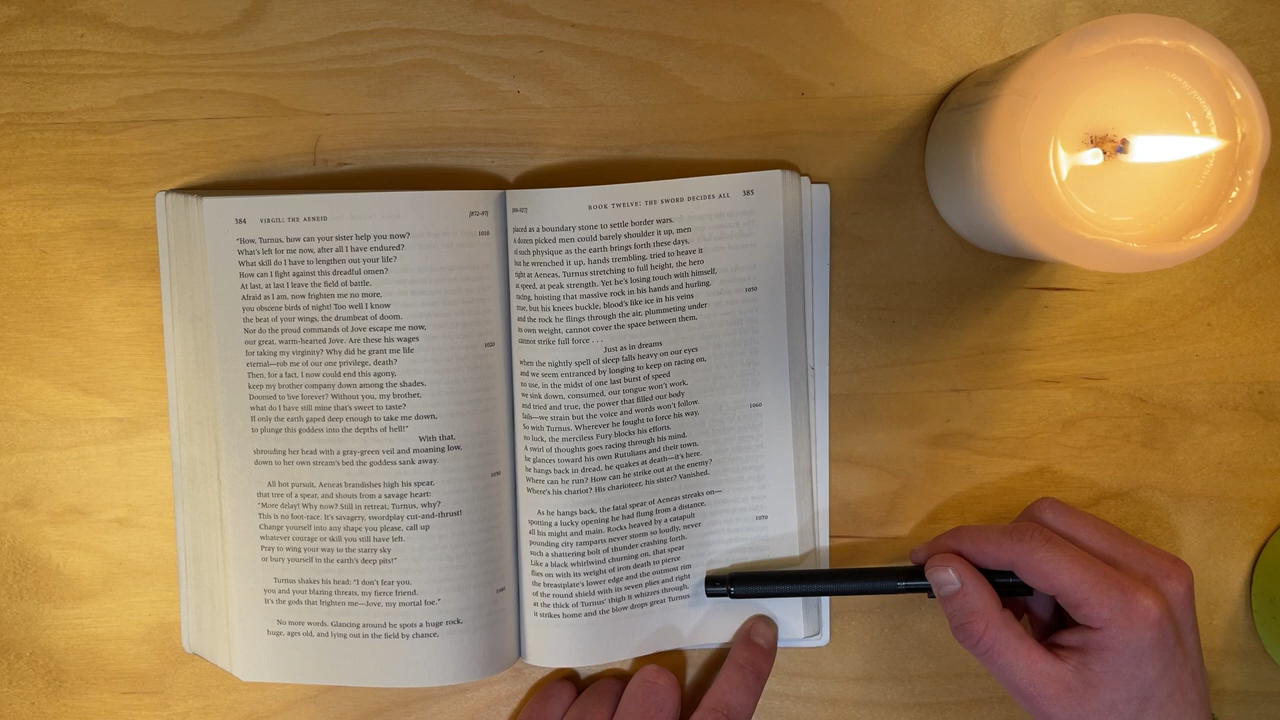 384 VIRGIL: THE AENEID [872–97]
"How, Turnus, how can your sister help you now? 1010
What's left for me now, after all I have endured?
What skill do I have to lengthen out your life?
How can I fight against this dreadful omen?
At last, at last I leave the field of battle.
Afraid as I am, now frighten me no more,
you obscene birds of night! Too well I know
the beat of your wings, the drumbeat of doom.
Nor do the proud commands of Jove escape me now,
our great, warm-hearted Jove. Are these his wages
for taking my virginity? Why did he grant me life 1020
eternal—rob me of our one privilege, death?
Then, for a fact, I now could end this agony,
keep my brother company down among the shades.
Doomed to live forever? Without you, my brother,
what do I have still mine that's sweet to taste?
If only the earth gaped deep enough to take me down,
to plunge this goddess into the depths of hell!"
With that,
shrouding her head with a gray-green veil and moaning low,
down to her own stream's bed the goddess sank away.
All hot pursuit, Aeneas brandishes high his spear, 1030
that tree of a spear, and shouts from a savage heart:
"More delay! Why now? Still in retreat, Turnus, why?
This is no foot-race. It's savagery, swordplay cut-and-thrust!
Change yourself into any shape you please, call up
whatever courage or skill you still have left.
Pray to wing your way to the starry sky
or bury yourself in the earth's deep pits!"
Turnus shakes his head: "I don't fear you,
you and your blazing threats, my fierce friend.
It's the gods that frighten me—Jove, my mortal foe." 1040
No more words. Glancing around he spots a huge rock,
huge, ages old, and lying out in the field by chance,
BOOK TWELVE: THE SWORD DECIDES ALL 385
placed as a boundary stone to settle border wars.
A dozen picked men could barely shoulder it up, men
of such physique as the earth brings forth these days,
but he wrenched it up, hands trembling, tried to heave it
right at Aeneas, Turnus stretching to full height, the hero
at speed, at peak strength. Yet he's losing touch with himself,
racing, hoisting that massive rock in his hands and hurling,
true, but his knees buckle, blood's like ice in his veins 1050
and the rock he flings through the air, plummeting under
its own weight, cannot cover the space between them,
cannot strike full force . . .
Just as in dreams
when the nightly spell of sleep falls heavy on our eyes
and we seem entranced by longing to keep on racing on,
no use, in the midst of one last burst of speed
we sink down, consumed, our tongue won't work,
and tried and true, the power that filled our body
fails—we strain but the voice and words won't follow.
So with Turnus. Wherever he fought to force his way, 1060
no luck, the merciless Fury blocks his efforts.
A swirl of thoughts goes racing through his mind,
he glances toward his own Rutulians and their town,
he hangs back in dread, he quakes at death—it's here.
Where can he run? How can he strike out at the enemy?
Where's his chariot? His charioteer, his sister? Vanished.
As he hangs back, the fatal spear of Aeneas streaks on—
spotting a lucky opening he had flung from a distance,
all his might and main. Rocks heaved by a catapult
pounding city ramparts never storm so loudly, never 1070
such a shattering bolt of thunder crashing forth.
Like a black whirlwind churning on, that spear
flies on with its weight of iron death to pierce
the breastplate's lower edge and the outmost rim
of the round shield with its seven plies and right
at the thick of Turnus' thigh it whizzes through,
it strikes home and the blow drops great Turnus